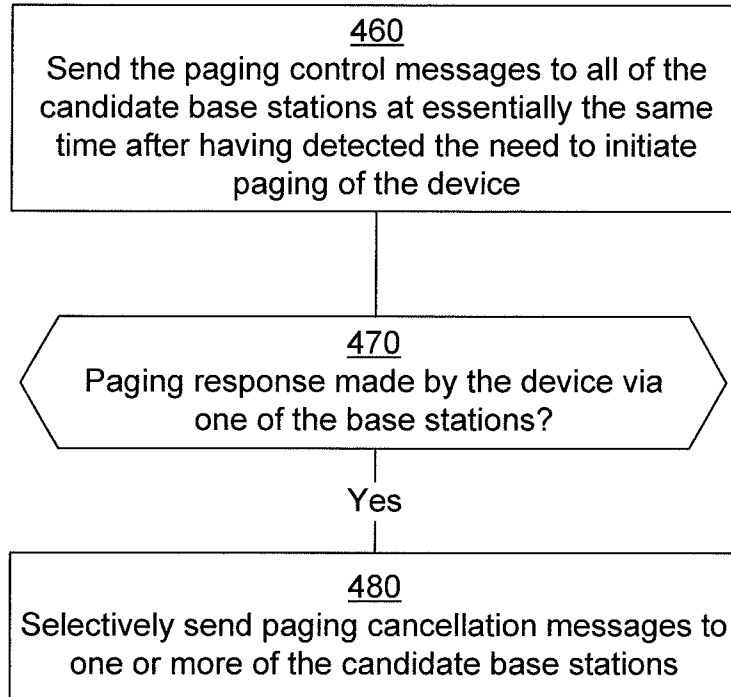 460
Send the paging control messages to all of the
candidate base stations at essentially the same
time after having detected the need to initiate
paging of the device
470
Paging response made by the device via
one of the base stations?
Yes
480
Selectively send paging cancellation messages to
one or more of the candidate base stations